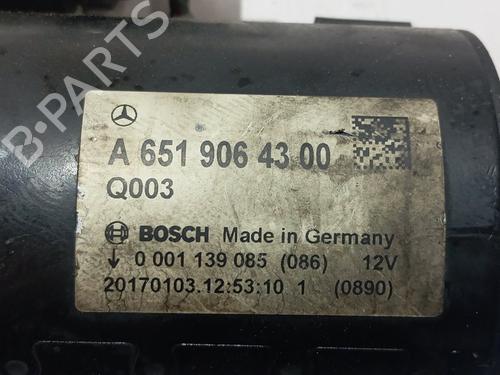 B-PARTS
A 651 906 43 00
Q003
BOSCH Made in Germany
0 001 139 085 (086) 12V
20170103.12:53:10 1 (0890)